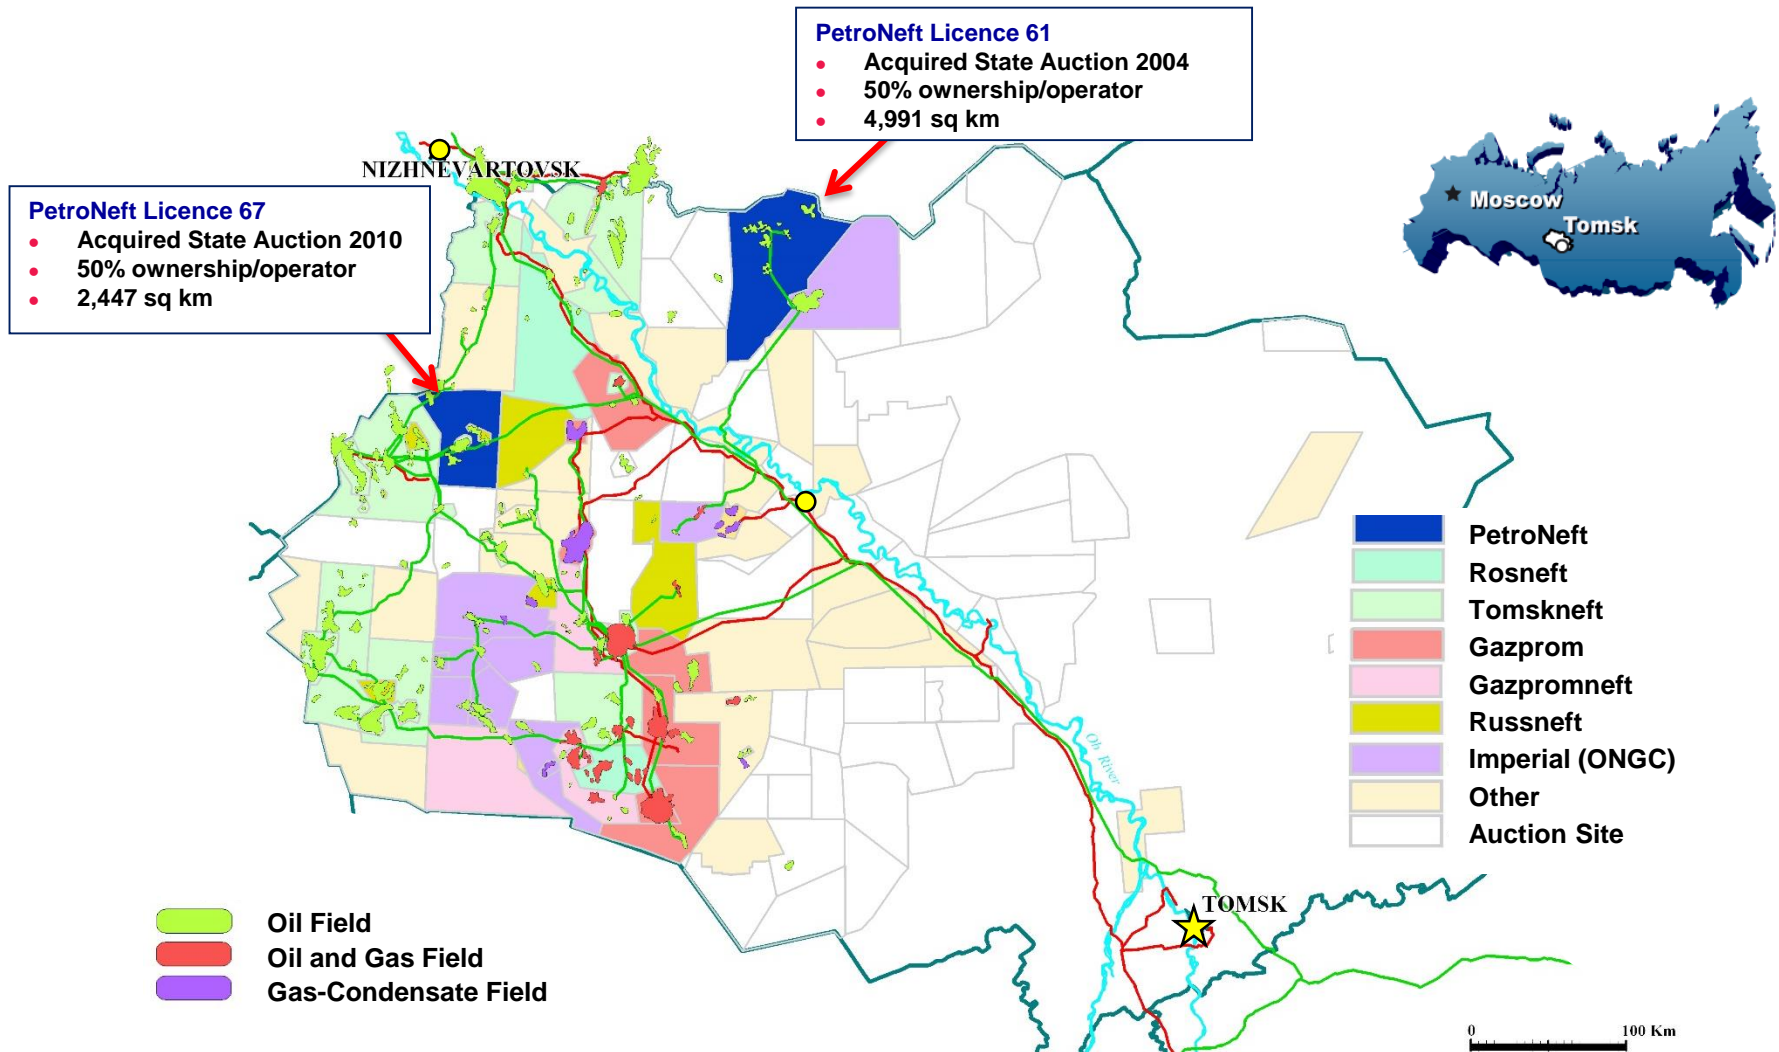 PetroNeft Licence 61
• Acquired State Auction 2004
• 50% ownership/operator
• 4,991 sq km
NIZHNEVARTOVSK
PetroNeft Licence 67
• Acquired State Auction 2010
• 50% ownership/operator
• 2,447 sq km
Moscow
Tomsk
PetroNeft
Rosneft
Tomskneft
Gazprom
Gazpromneft
Russneft
Imperial (ONGC)
Other
Auction Site
Ob River
TOMSK
Oil Field
Oil and Gas Field
Gas-Condensate Field
0 100 Km